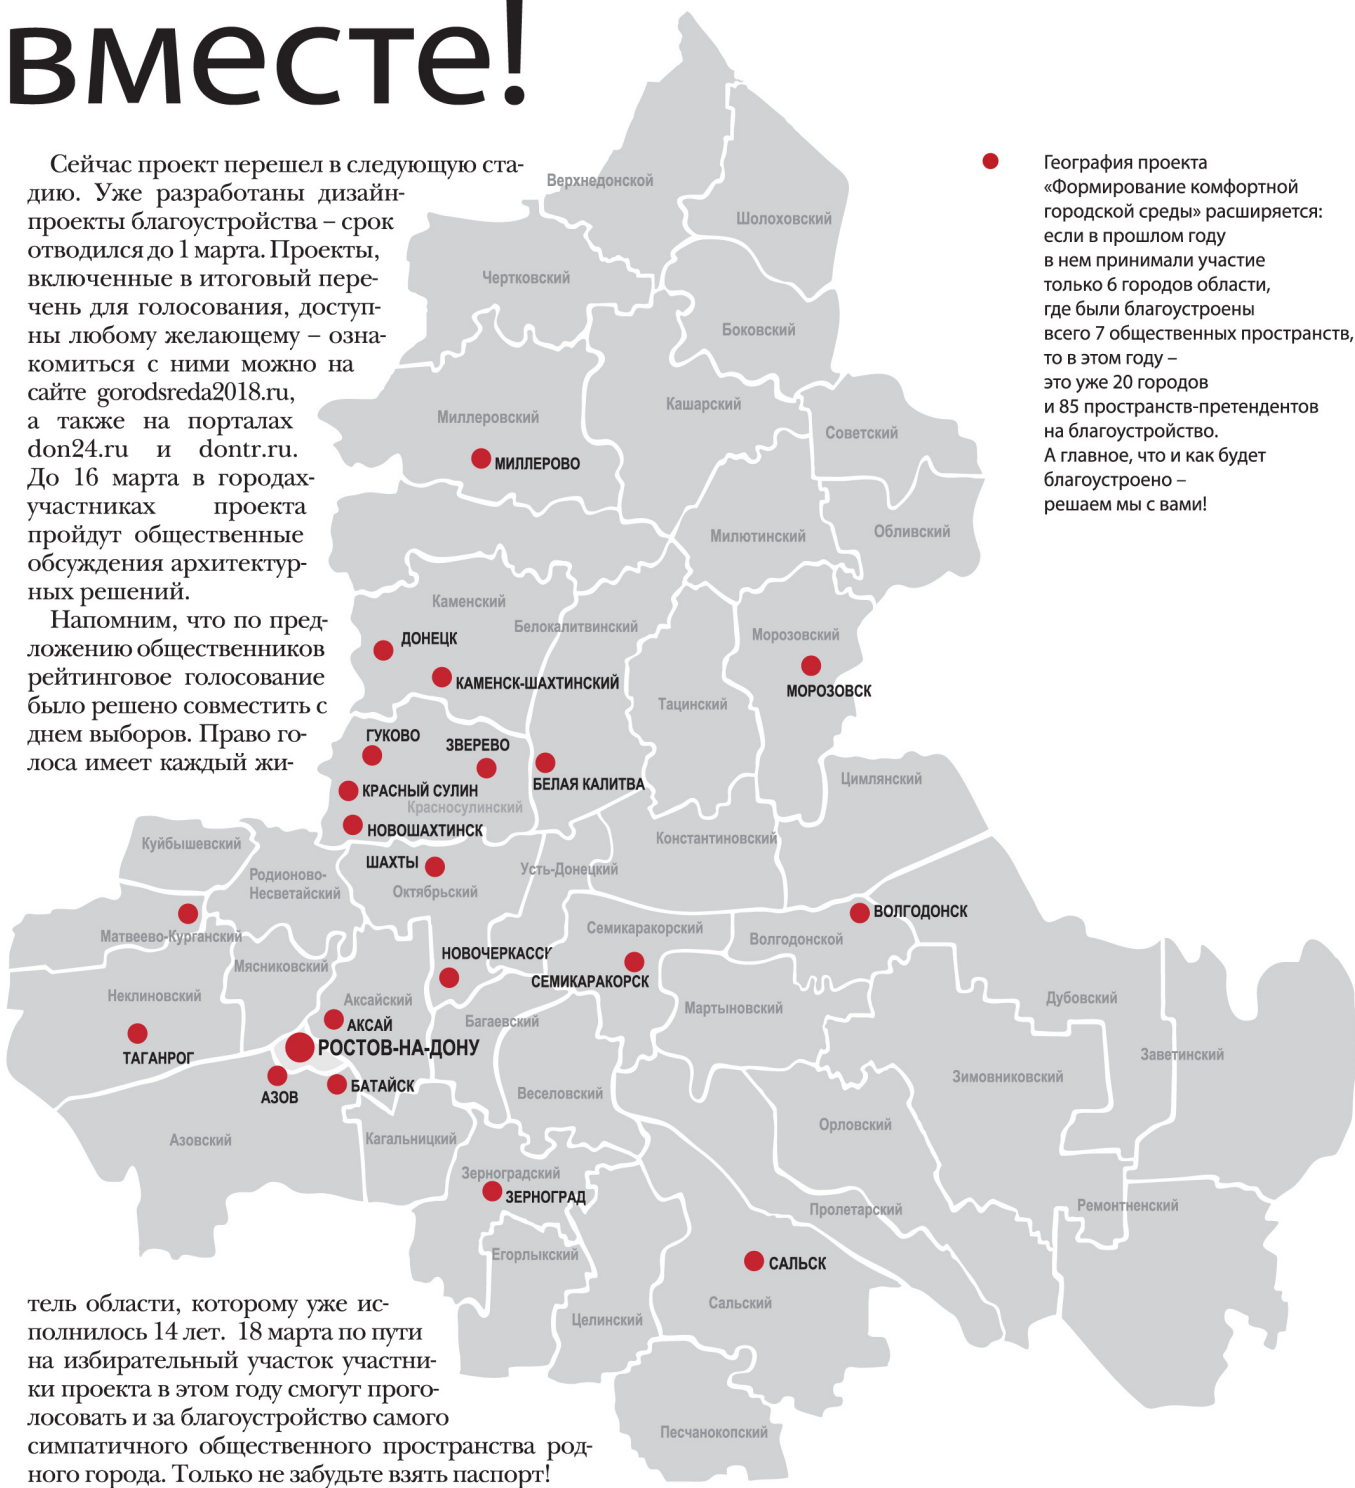 вместе!
Сейчас проект перешел в следующую ста-
дию. Уже разработаны дизайн-
проекты благоустройства – срок
отводился до 1 марта. Проекты,
включенные в итоговый пере-
чень для голосования, доступ-
ны любому желающему – озна-
комиться с ними можно на
сайте gorodsreda2018.ru,
а также на порталах
don24.ru и dontr.ru.
До 16 марта в городах-
участниках проекта
пройдут общественные
обсуждения архитектур-
ных решений.
Напомним, что по пред-
ложению общественников
рейтинговое голосование
было решено совместить с
днем выборов. Право го-
лоса имеет каждый жи-
тель области, которому уже ис-
полнилось 14 лет. 18 марта по пути
на избирательный участок участни-
ки проекта в этом году смогут прого-
лосовать и за благоустройство самого
симпатичного общественного пространства род-
ного города. Только не забудьте взять паспорт!
География проекта
«Формирование комфортной
городской среды» расширяется:
если в прошлом году
в нем принимали участие
только 6 городов области,
где были благоустроены
всего 7 общественных пространств,
то в этом году –
это уже 20 городов
и 85 пространств-претендентов
на благоустройство.
А главное, что и как будет
благоустроено –
решаем мы с вами!
Верхнедонской
Шолоховский
Чертковский
Боковский
Кашарский
Миллеровский
МИЛЛЕРОВО
Советский
Обливский
Милютинский
Каменский
Белокалитвинский
ДОНЕЦК
КАМЕНСК-ШАХТИНСКИЙ
Морозовский
МОРОЗОВСК
Тацинский
ГУКОВО
ЗВЕРЕВО
БЕЛАЯ КАЛИТВА
КРАСНЫЙ СУЛИН
Красносулинский
НОВОШАХТИНСК
Цимлянский
Константиновский
Куйбышевский
Родионово-
Несветайский
ШАХТЫ
Октябрьский
Усть-Донецкий
Матвеево-Курганский
Семикаракорский
Волгодонской
ВОЛГОДОНСК
НОВОЧЕРКАССК
СЕМИКАРАКОРСК
Мясниковский
Неклиновский
Аксайский
АКСАЙ
Багаевский
Мартыновский
Дубовский
ТАГАНРОГ
РОСТОВ-НА-ДОНУ
Заветинский
Зимовниковский
АЗОВ
БАТАЙСК
Веселовский
Орловский
Азовский
Кагальницкий
Зерноградский
ЗЕРНОГРАД
Пролетарский
Ремонтненский
Егорлыкский
САЛЬСК
Сальский
Целинский
Песчанокопский